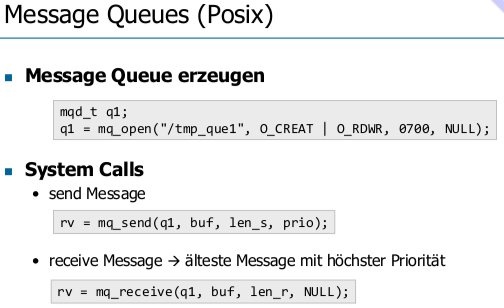 Message Queues (Posix)
Message Queue erzeugen
mqd_t q1;
q1 = mq_open("/tmp_que1", O_CREAT | O_RDWR, 0700, NULL);
System Calls
• send Message
rv = mq_send(q1, buf, len_s, prio);
• receive Message → älteste Message mit höchster Priorität
rv = mq_receive(q1, buf, len_r, NULL);